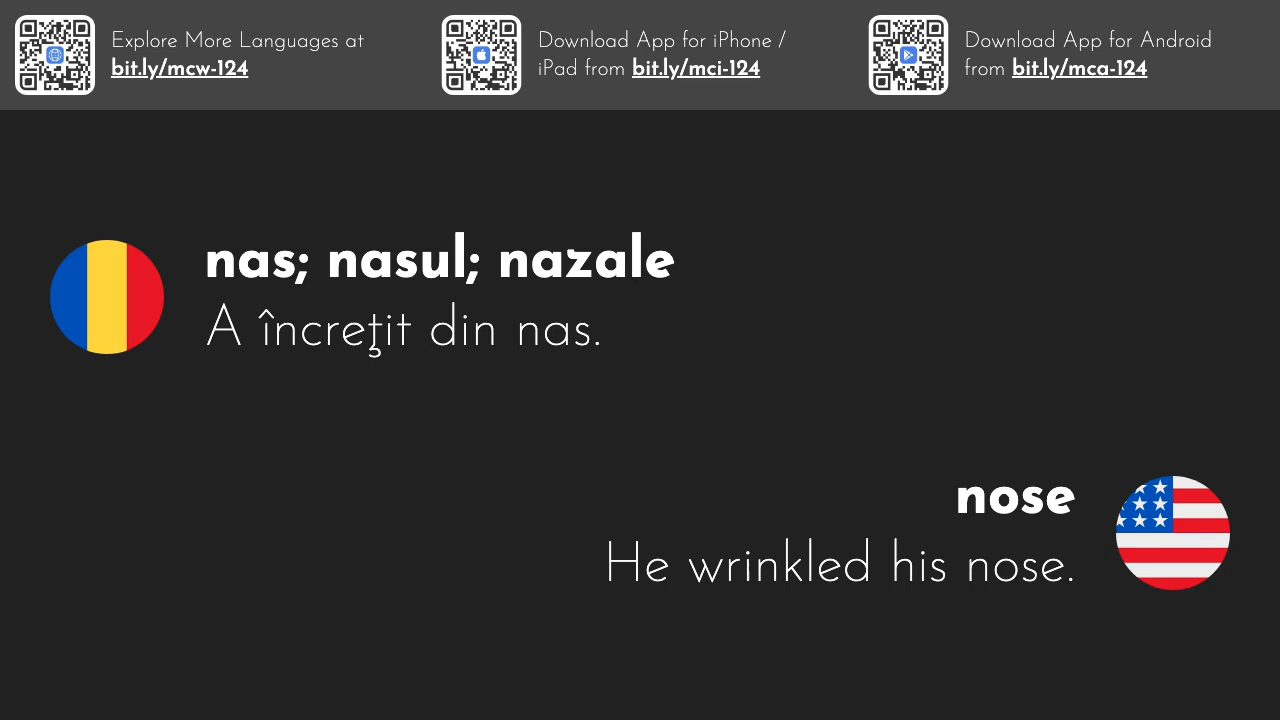 Explore More Languages at
bit.ly/mcw-124
Download App for iPhone /
iPad from bit.ly/mci-124
Download App for Android
from bit.ly/mca-124
nas; nasul; nazale
A încreţit din nas.
nose
He wrinkled his nose.